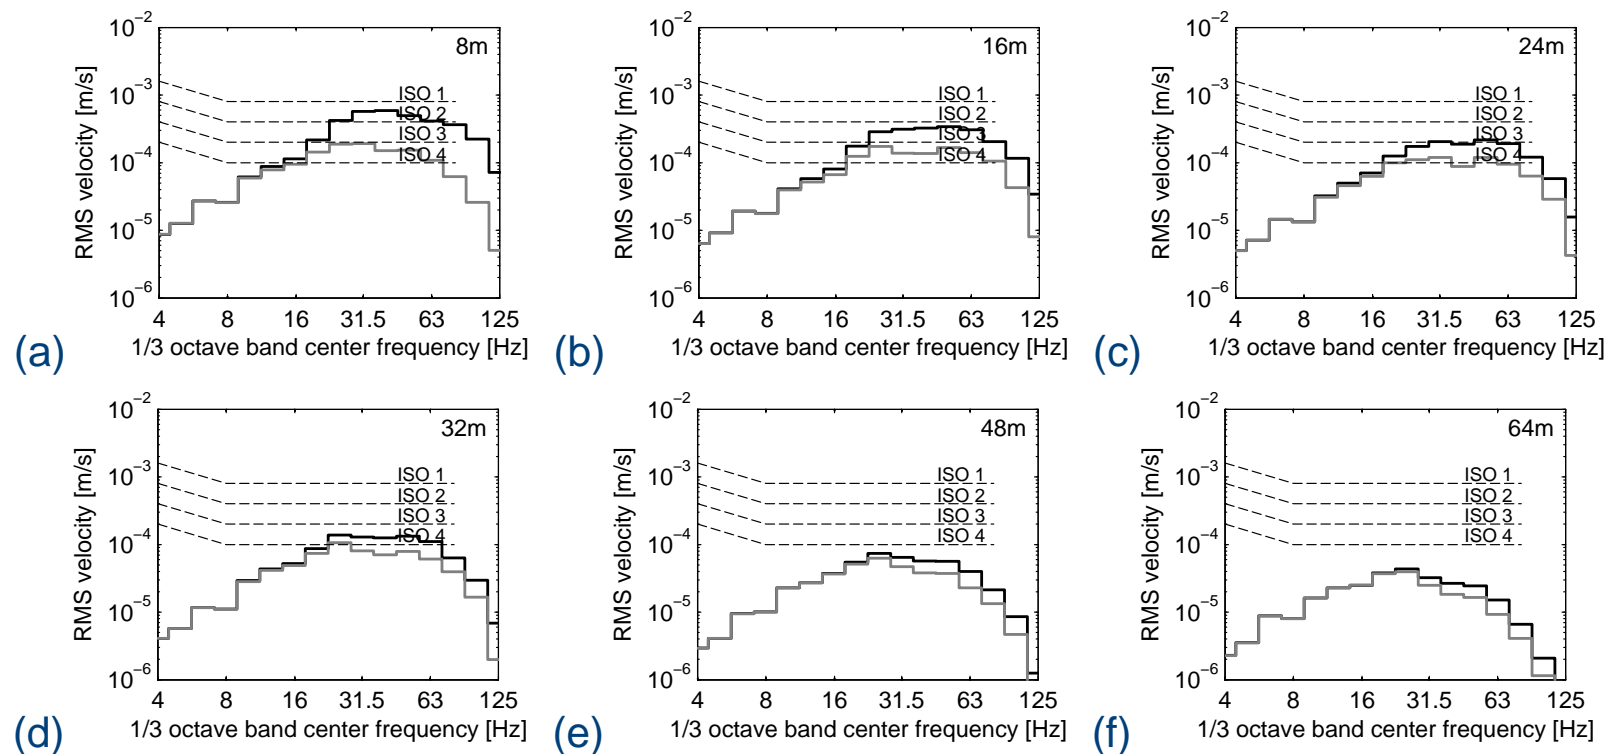 10⁻²
10⁻³
10⁻⁴
10⁻⁵
10⁻⁶
RMS velocity [m/s]
8m
ISO 1
ISO 2
ISO 3
ISO 4
4 8 16 31.5 63 125
1/3 octave band center frequency [Hz]
(a)
10⁻²
10⁻³
10⁻⁴
10⁻⁵
10⁻⁶
RMS velocity [m/s]
16m
ISO 1
ISO 2
ISO 3
ISO 4
4 8 16 31.5 63 125
1/3 octave band center frequency [Hz]
(b)
10⁻²
10⁻³
10⁻⁴
10⁻⁵
10⁻⁶
RMS velocity [m/s]
24m
ISO 1
ISO 2
ISO 3
ISO 4
4 8 16 31.5 63 125
1/3 octave band center frequency [Hz]
(c)
10⁻²
10⁻³
10⁻⁴
10⁻⁵
10⁻⁶
RMS velocity [m/s]
32m
ISO 1
ISO 2
ISO 3
ISO 4
4 8 16 31.5 63 125
1/3 octave band center frequency [Hz]
(d)
10⁻²
10⁻³
10⁻⁴
10⁻⁵
10⁻⁶
RMS velocity [m/s]
48m
ISO 1
ISO 2
ISO 3
ISO 4
4 8 16 31.5 63 125
1/3 octave band center frequency [Hz]
(e)
10⁻²
10⁻³
10⁻⁴
10⁻⁵
10⁻⁶
RMS velocity [m/s]
64m
ISO 1
ISO 2
ISO 3
ISO 4
4 8 16 31.5 63 125
1/3 octave band center frequency [Hz]
(f)